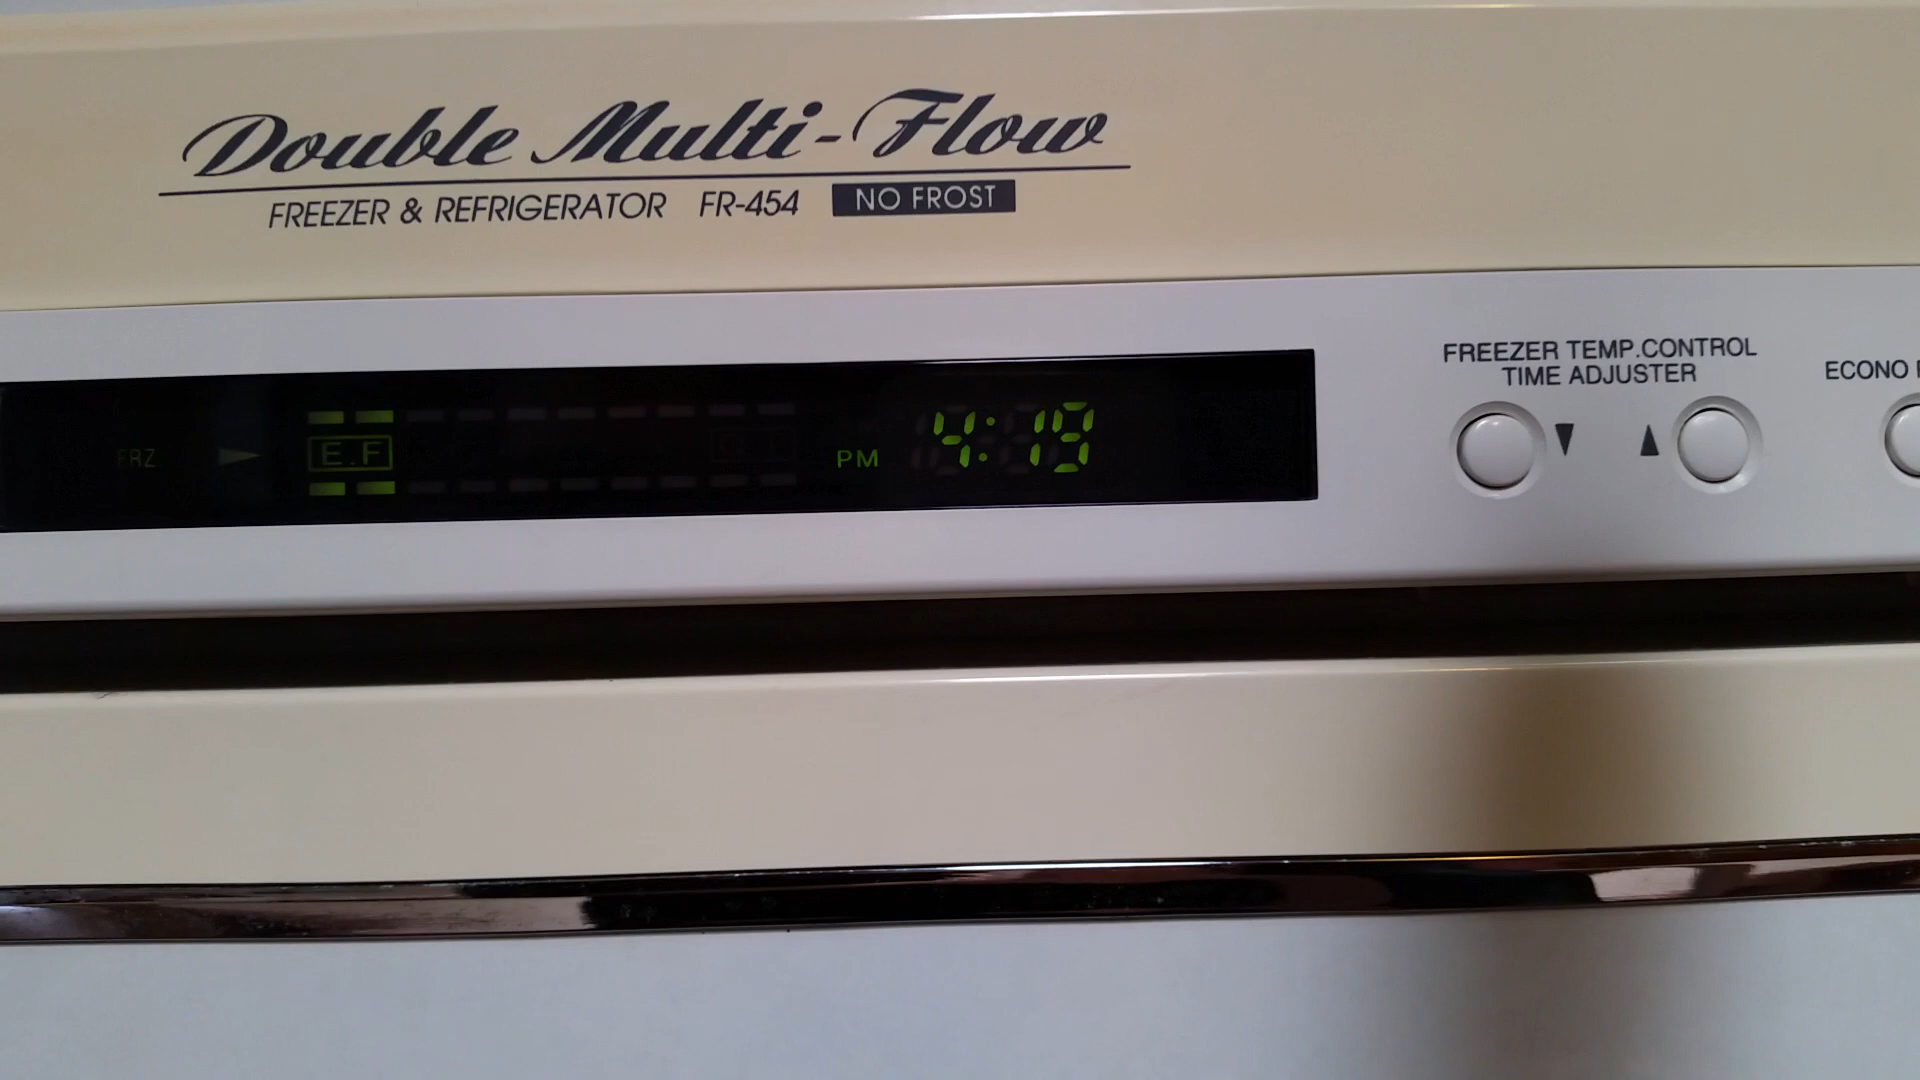 Double Multi-Flow
FREEZER & REFRIGERATOR FR-454 NO FROST
FREEZER TEMP.CONTROL
TIME ADJUSTER
ECONO
FRZ
E.F
PM 4:19